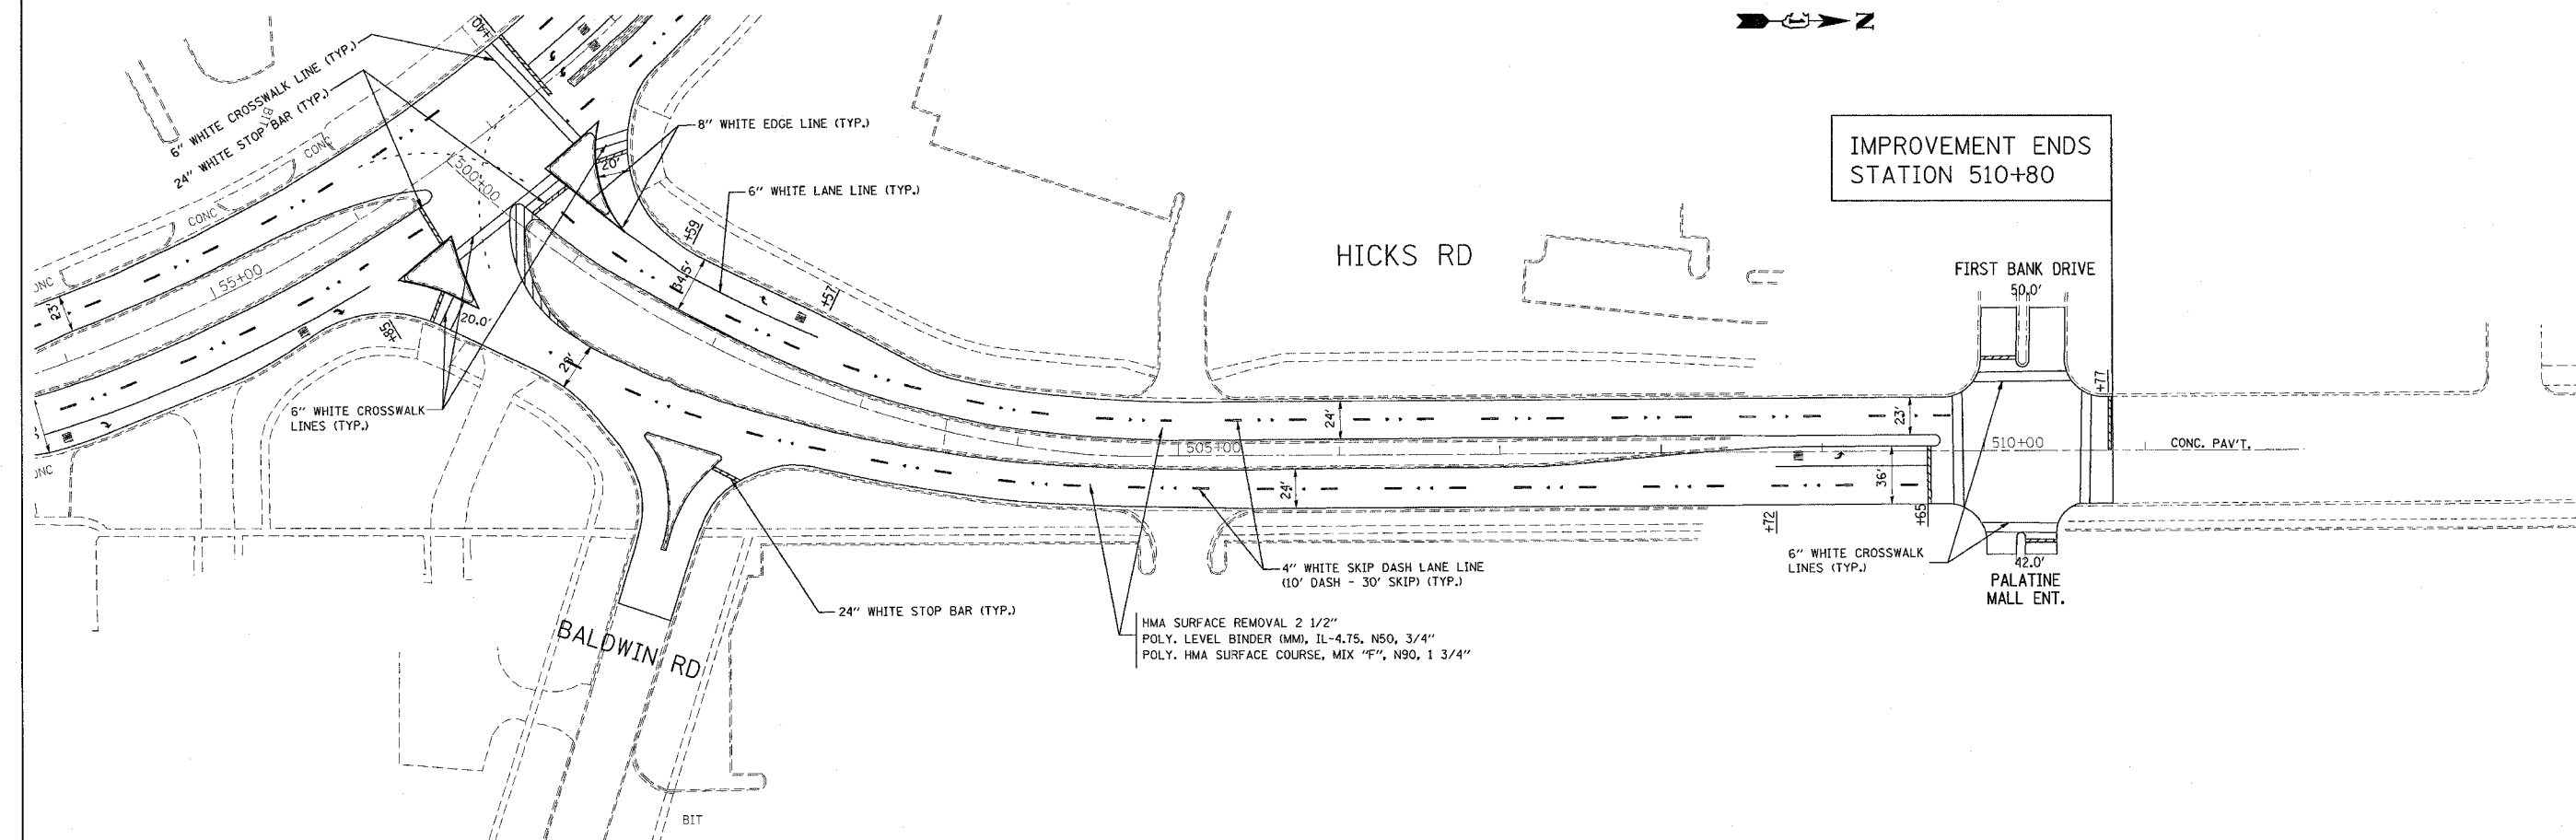 N
+40
6" WHITE CROSSWALK LINE (TYP.)
24" WHITE STOP BAR (TYP.)
BIT
CONC
CONC
8" WHITE EDGE LINE (TYP.)
20'
500+00
6" WHITE LANE LINE (TYP.)
IMPROVEMENT ENDS
STATION 510+80
HICKS RD
+59
FIRST BANK DRIVE
50.0'
155+00
23'
+57
20.0'
+85
+77
6" WHITE CROSSWALK
LINES (TYP.)
24'
23'
505+00
510+00
CONC. PAV'T.
24'
36'
+72
+65
4" WHITE SKIP DASH LANE LINE
(10' DASH - 30' SKIP) (TYP.)
6" WHITE CROSSWALK
LINES (TYP.)
42.0'
PALATINE
MALL ENT.
24" WHITE STOP BAR (TYP.)
HMA SURFACE REMOVAL 2 1/2"
POLY. LEVEL BINDER (MM), IL-4.75, N50, 3/4"
POLY. HMA SURFACE COURSE, MIX "F", N90, 1 3/4"
BALDWIN RD
BIT